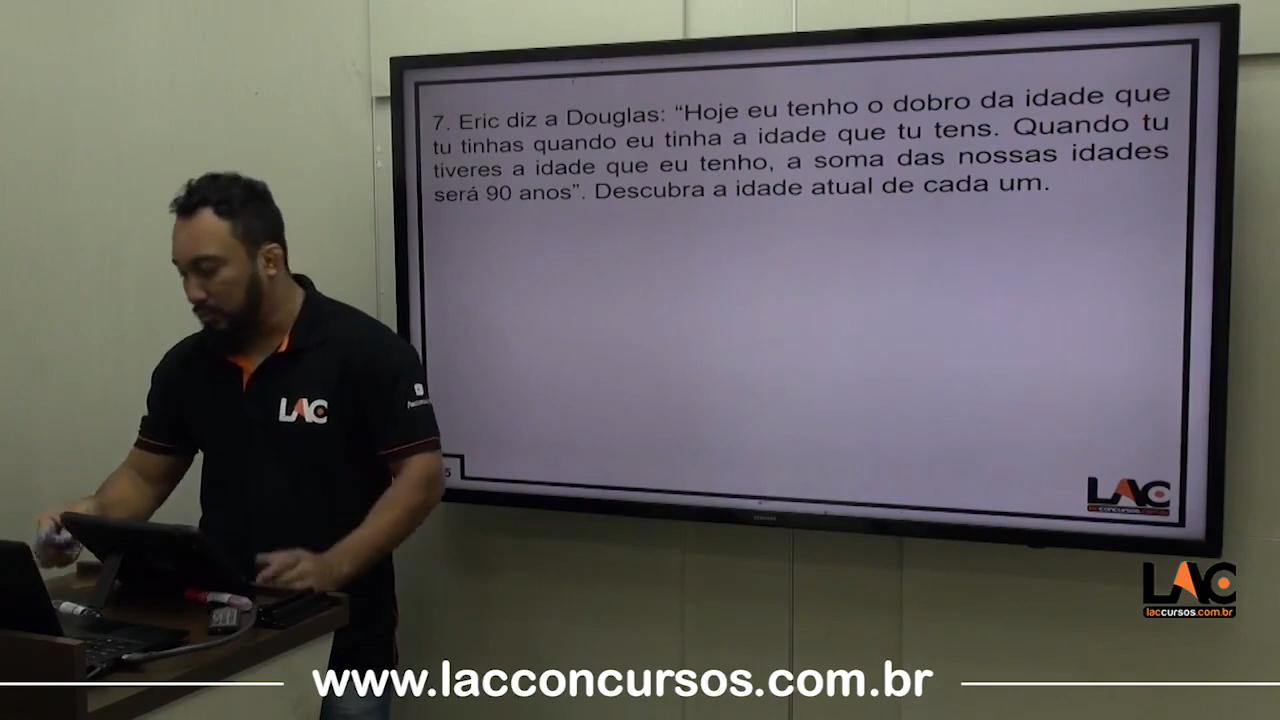 7. Eric diz a Douglas: “Hoje eu tenho o dobro da idade que
tu tinhas quando eu tinha a idade que tu tens. Quando tu
tiveres a idade que eu tenho, a soma das nossas idades
será 90 anos”. Descubra a idade atual de cada um.
LAC
5
LAC
LAC
laccursos.com.br
www.lacconcursos.com.br